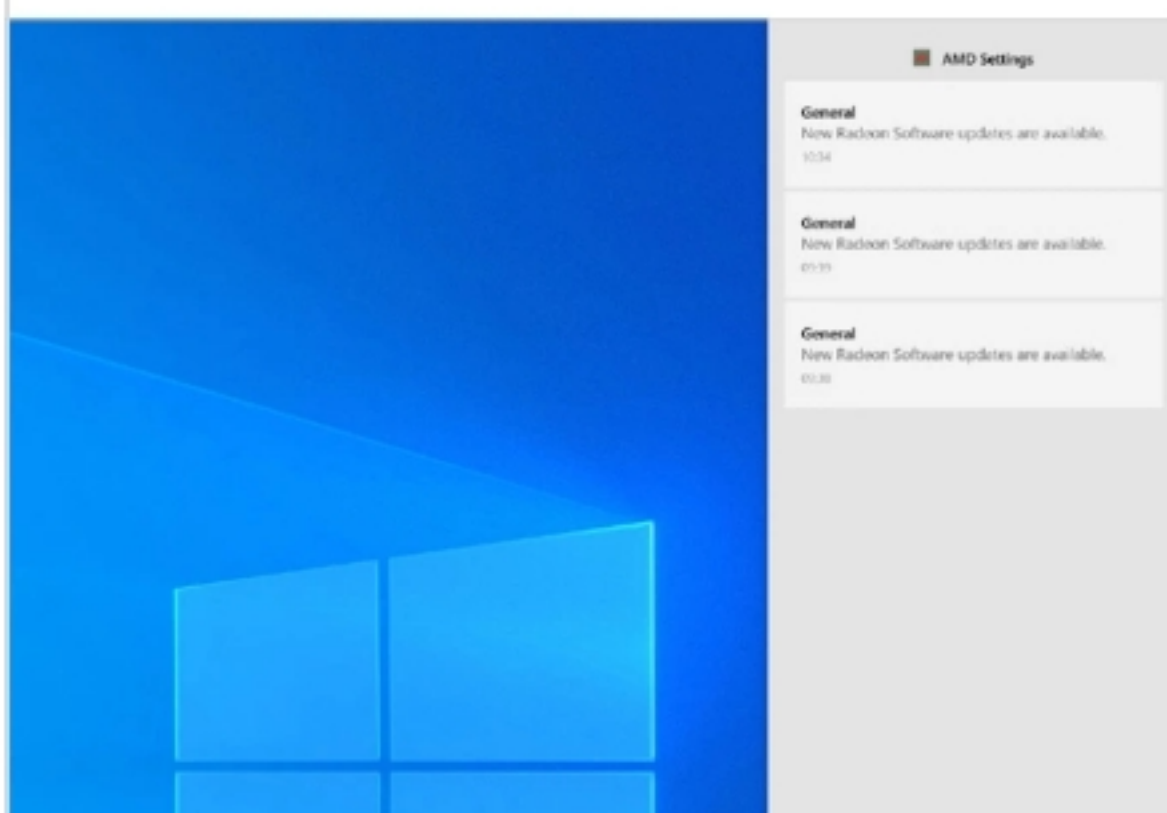 AMD Settings
General
New Radeon Software updates are available.
10:34
General
New Radeon Software updates are available.
General
New Radeon Software updates are available.